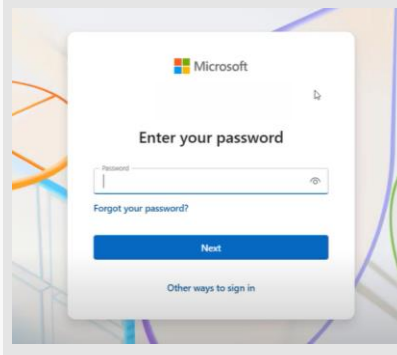 Microsoft
Enter your password
Password
Forgot your password?
Next
Other ways to sign in